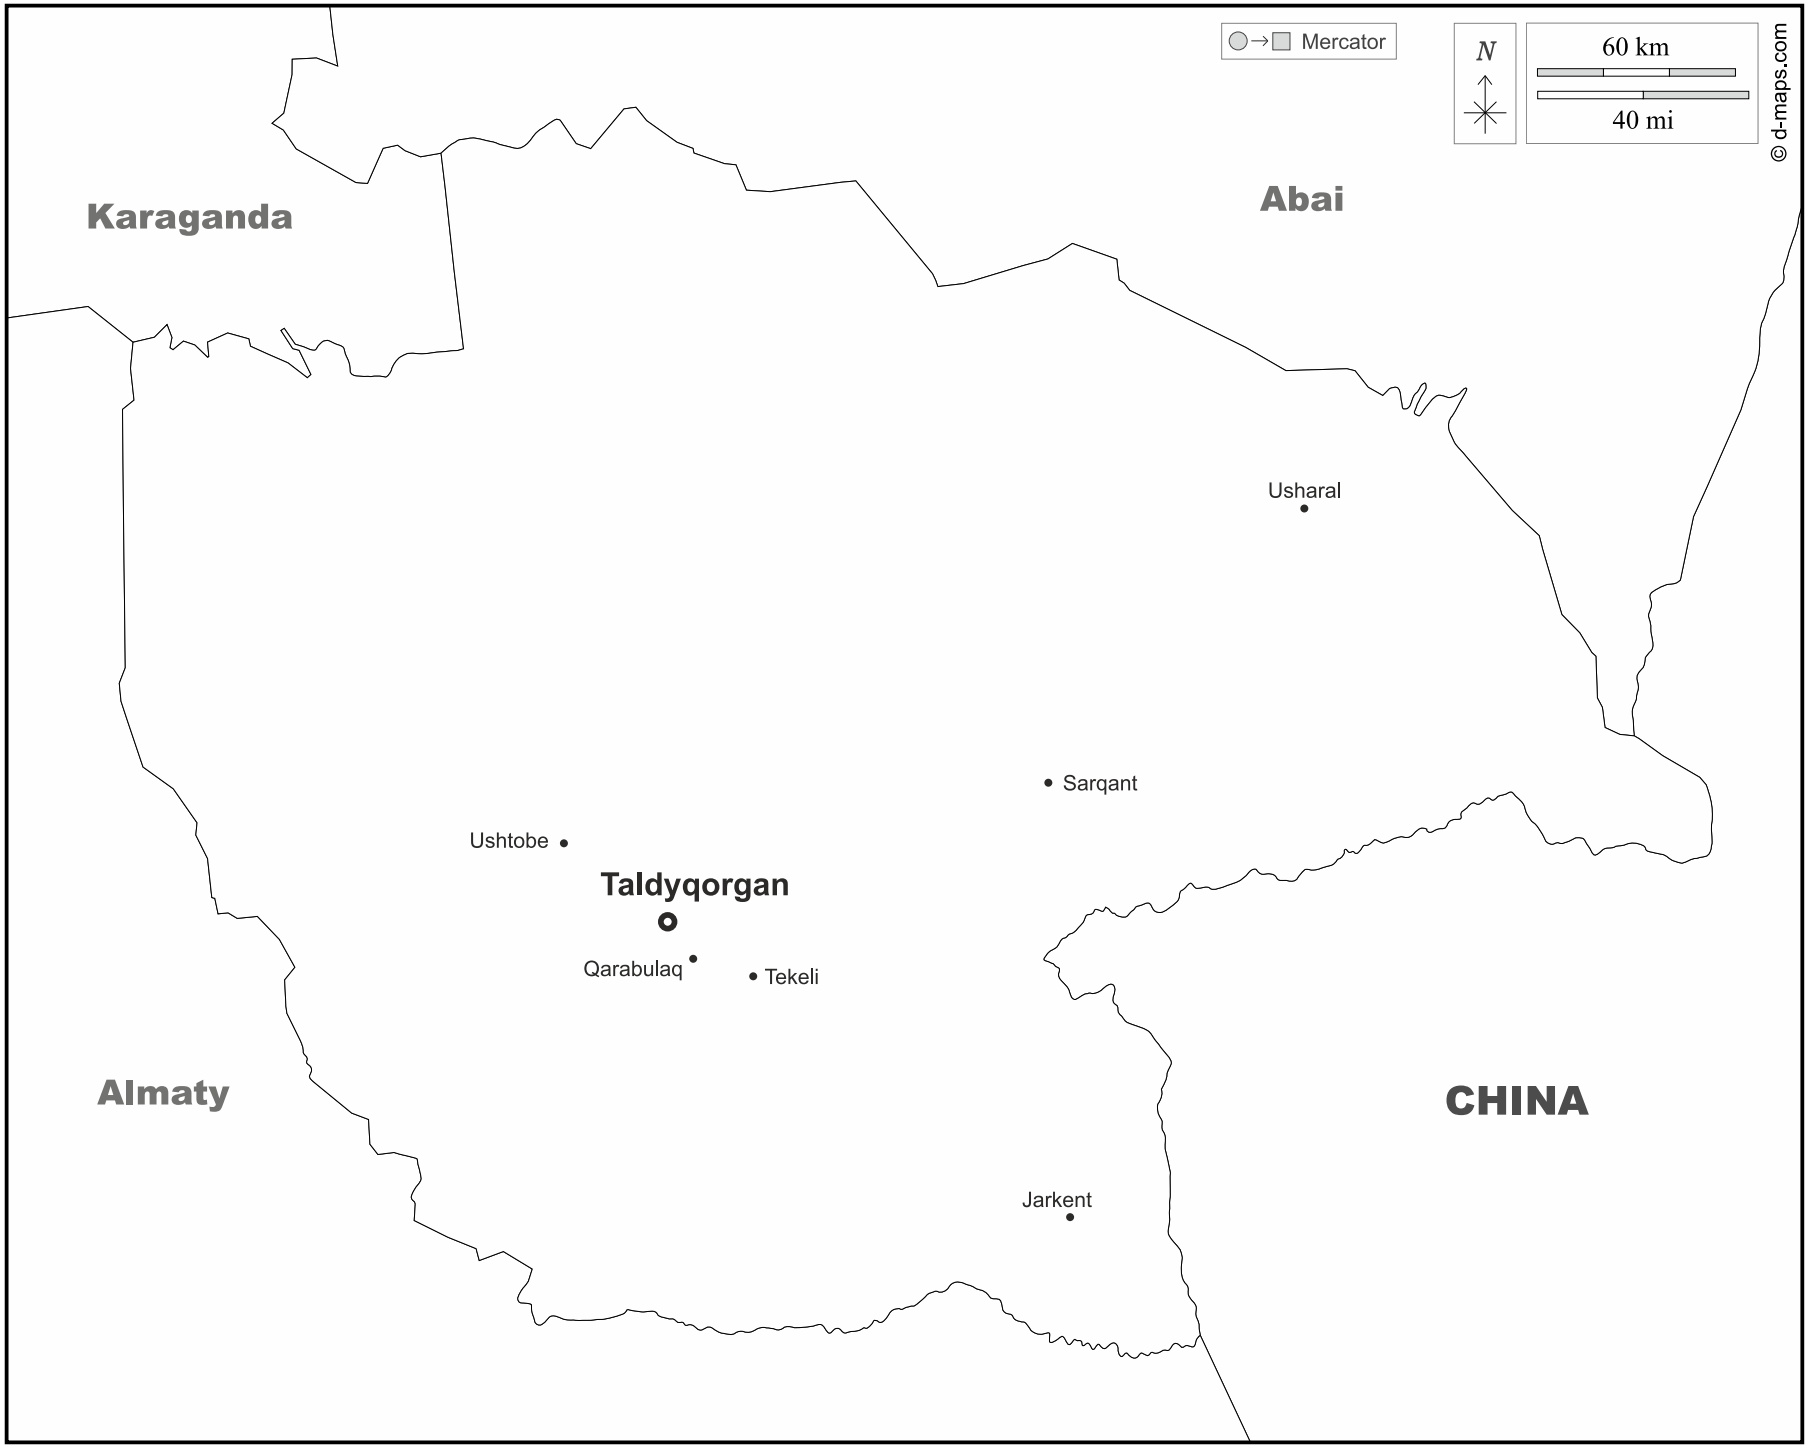 Mercator
N
60 km
40 mi
© d-maps.com
Karaganda
Abai
Usharal
Sarqant
Ushtobe
Taldyqorgan
Qarabulaq
Tekeli
Almaty
CHINA
Jarkent